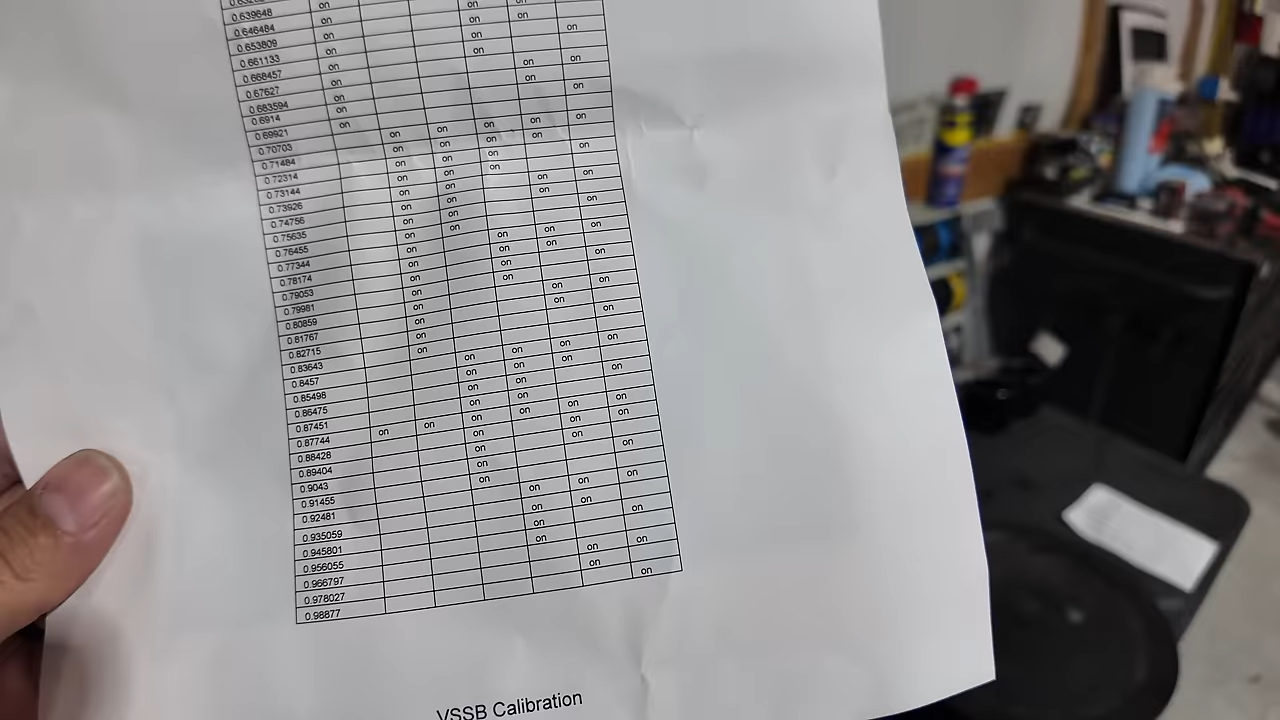 0.639648 on
0.646484 on on on
0.653809 on on on
0.661133 on on on
0.668457 on on
0.67627 on on on
0.683594 on on
0.6914 on on
0.69921 on
0.70703 on on on on on
0.71484 on on on on
0.72314 on on on on
0.73144 on on on
0.73926 on on on on
0.74756 on on on
0.75635 on on on
0.76455 on on
0.77344 on on on on
0.78174 on on on
0.79053 on on on
0.79981 on on
0.80859 on on on
0.81767 on on
0.82715 on on
0.83643 on
0.8457 on on on on
0.85498 on on on
0.86475 on on on
0.87451 on on
0.87744 on on on on on on
0.88428 on on on
0.89404 on on
0.9043 on on
0.91455 on
0.92481 on on on
0.935059 on on
0.945801 on on
0.956055 on
0.966797 on on
0.978027 on
0.98877 on
VSSB Calibration